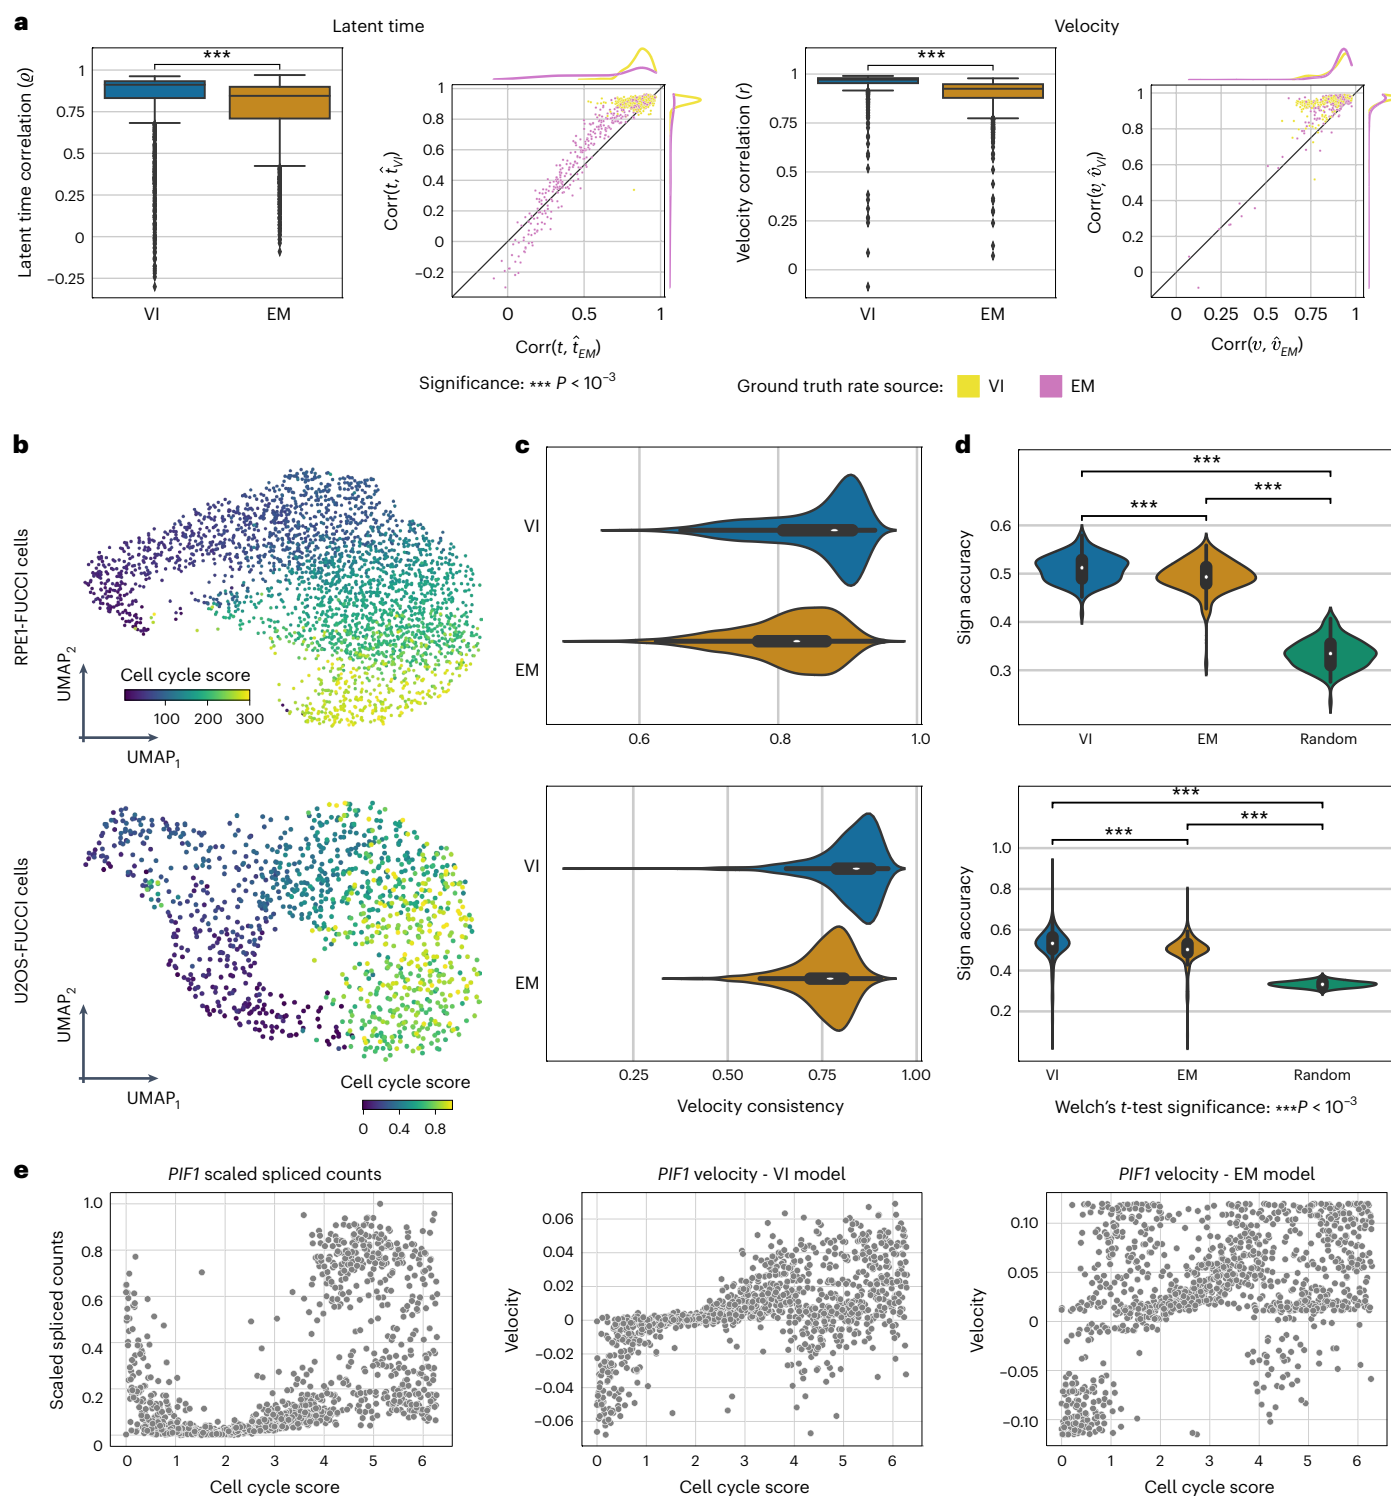 a
Latent time
Velocity
***
***
Latent time correlation (ϱ)
1
0.75
0.5
0.25
0
−0.25
VI
EM
Corr(t, t̂VI)
1
0.8
0.6
0.4
0.2
0
−0.2
0
0.5
1
Corr(t, t̂EM)
Velocity correlation (r)
1
0.75
0.5
0.25
0
VI
EM
Corr(v, v̂VI)
1
0.8
0.6
0.4
0.2
0
0
0.25
0.50
0.75
1
Corr(v, v̂EM)
Significance: *** P < 10⁻³
Ground truth rate source:
VI
EM
b
RPE1-FUCCI cells
UMAP2
UMAP1
Cell cycle score
100
200
300
U2OS-FUCCI cells
UMAP2
UMAP1
Cell cycle score
0
0.4
0.8
c
VI
EM
0.6
0.8
1.0
VI
EM
0.25
0.50
0.75
1.00
Velocity consistency
d
***
***
***
Sign accuracy
0.6
0.5
0.4
0.3
VI
EM
Random
***
***
***
Sign accuracy
1.0
0.8
0.6
0.4
0.2
VI
EM
Random
Welch's t-test significance: ***P < 10⁻³
e
PIF1 scaled spliced counts
Scaled spliced counts
1.0
0.8
0.6
0.4
0.2
0
0
1
2
3
4
5
6
Cell cycle score
PIF1 velocity - VI model
Velocity
0.06
0.04
0.02
0
−0.02
−0.04
−0.06
0
1
2
3
4
5
6
Cell cycle score
PIF1 velocity - EM model
Velocity
0.10
0.05
0
−0.05
−0.10
0
1
2
3
4
5
6
Cell cycle score